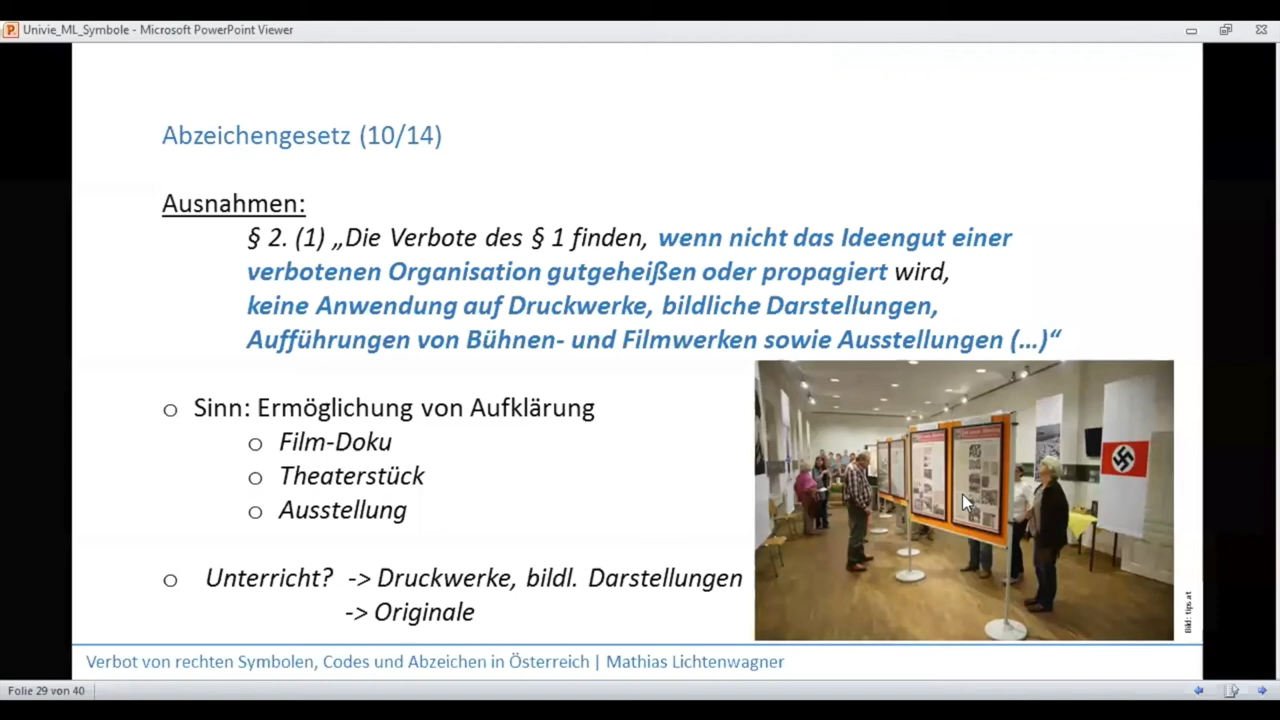 Univie_ML_Symbole - Microsoft PowerPoint Viewer
Abzeichengesetz (10/14)
Ausnahmen:
§ 2. (1) „Die Verbote des § 1 finden, wenn nicht das Ideengut einer
verbotenen Organisation gutgeheißen oder propagiert wird,
keine Anwendung auf Druckwerke, bildliche Darstellungen,
Aufführungen von Bühnen- und Filmwerken sowie Ausstellungen (…)“
o Sinn: Ermöglichung von Aufklärung
o Film-Doku
o Theaterstück
o Ausstellung
o Unterricht? -> Druckwerke, bildl. Darstellungen
-> Originale
Bild: tips.at
Verbot von rechten Symbolen, Codes und Abzeichen in Österreich | Mathias Lichtenwagner
Folie 29 von 40